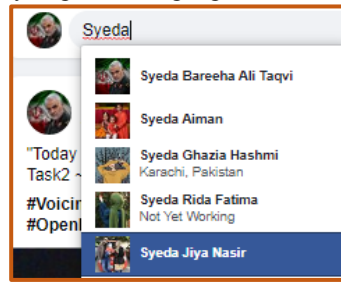 Syeda
Syeda Bareeha Ali Taqvi
Syeda Aiman
"Today
Syeda Ghazia Hashmi
Task2 ~
Karachi, Pakistan
#Voicin
Syeda Rida Fatima
#Openl
Not Yet Working
Syeda Jiya Nasir